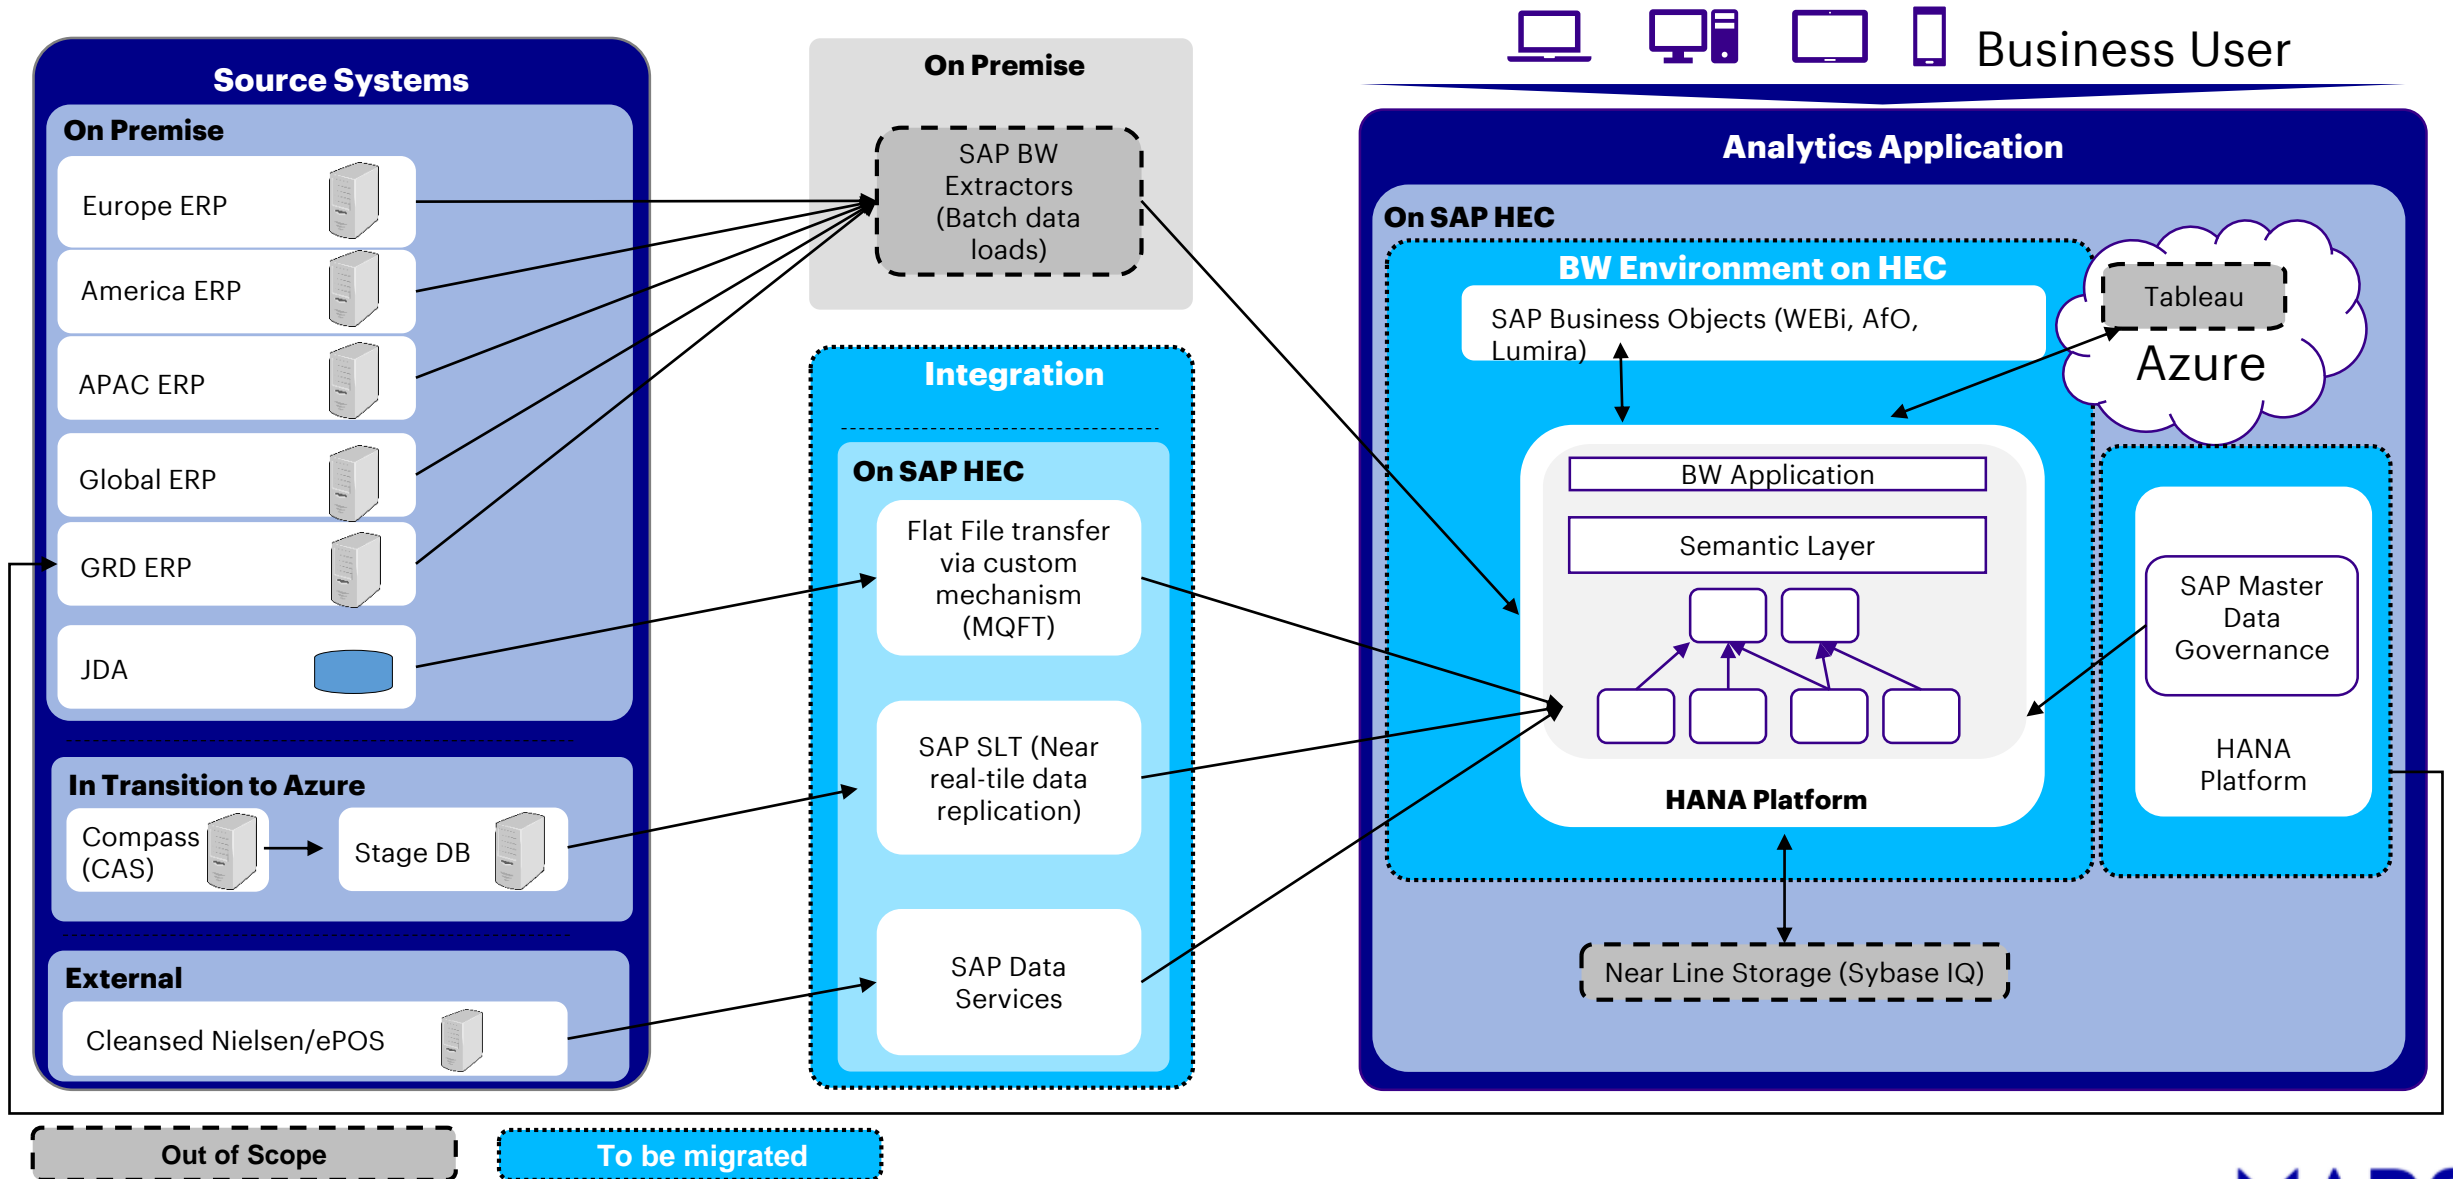 Business User
Source Systems
On Premise
Europe ERP
America ERP
APAC ERP
Global ERP
GRD ERP
JDA
In Transition to Azure
Compass
(CAS)
Stage DB
External
Cleansed Nielsen/ePOS
On Premise
SAP BW
Extractors
(Batch data
loads)
Integration
On SAP HEC
Flat File transfer
via custom
mechanism
(MQFT)
SAP SLT (Near
real-tile data
replication)
SAP Data
Services
Analytics Application
On SAP HEC
BW Environment on HEC
SAP Business Objects (WEBi, AfO,
Lumira)
Tableau
Azure
BW Application
Semantic Layer
HANA Platform
SAP Master
Data
Governance
HANA
Platform
Near Line Storage (Sybase IQ)
Out of Scope
To be migrated